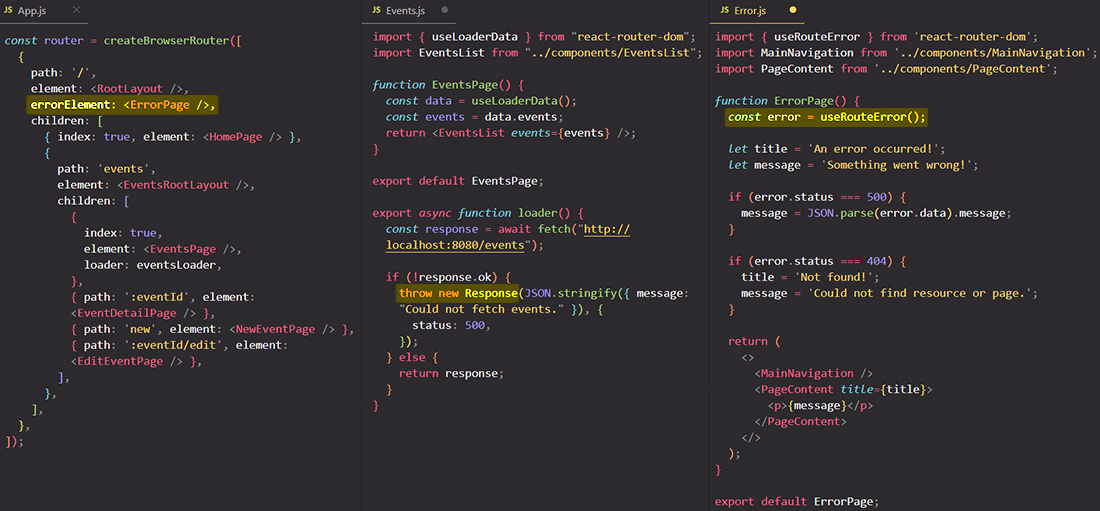 JS App.js ×
const router = createBrowserRouter([
  {
    path: '/',
    element: <RootLayout />,
    errorElement: <ErrorPage />,
    children: [
      { index: true, element: <HomePage /> },
      {
        path: 'events',
        element: <EventsRootLayout />,
        children: [
          {
            index: true,
            element: <EventsPage />,
            loader: eventsLoader,
          },
          { path: ':eventId', element:
          <EventDetailPage /> },
          { path: 'new', element: <NewEventPage /> },
          { path: ':eventId/edit', element:
          <EditEventPage /> },
        ],
      },
    ],
  },
]);
JS Events.js
import { useLoaderData } from "react-router-dom";
import EventsList from "../components/EventsList";
function EventsPage() {
  const data = useLoaderData();
  const events = data.events;
  return <EventsList events={events} />;
}
export default EventsPage;
export async function loader() {
  const response = await fetch("http://
  localhost:8080/events");
  if (!response.ok) {
    throw new Response(JSON.stringify({ message:
    "Could not fetch events." }), {
      status: 500,
    });
  } else {
    return response;
  }
}
JS Error.js
import { useRouteError } from 'react-router-dom';
import MainNavigation from '../components/MainNavigation';
import PageContent from '../components/PageContent';
function ErrorPage() {
  const error = useRouteError();
  let title = 'An error occurred!';
  let message = 'Something went wrong!';
  if (error.status === 500) {
    message = JSON.parse(error.data).message;
  }
  if (error.status === 404) {
    title = 'Not found!';
    message = 'Could not find resource or page.';
  }
  return (
    <>
      <MainNavigation />
      <PageContent title={title}>
        <p>{message}</p>
      </PageContent>
    </>
  );
}
export default ErrorPage;